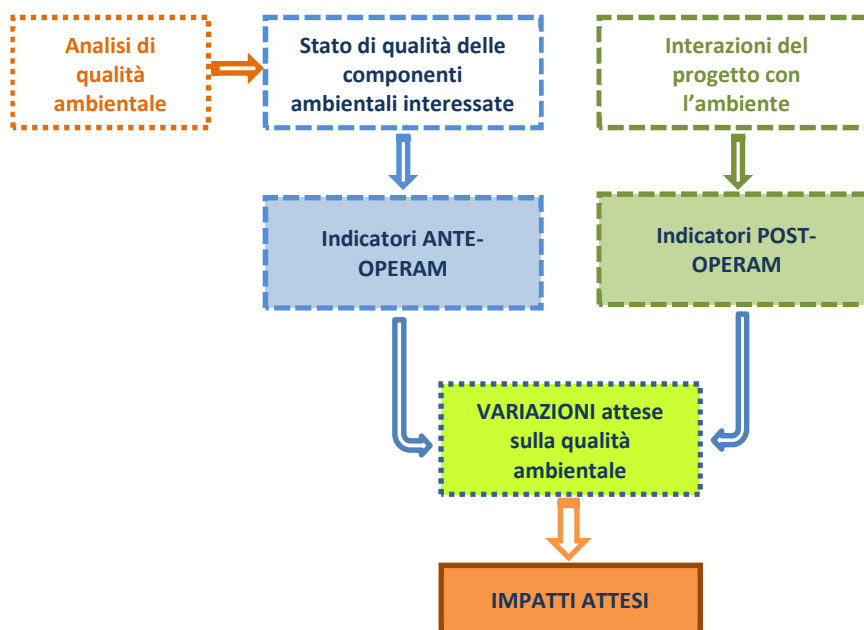 Analisi di
qualità
ambientale
Stato di qualità delle
componenti
ambientali interessate
Interazioni del
progetto con
l’ambiente
Indicatori ANTE-
OPERAM
Indicatori POST-
OPERAM
VARIAZIONI attese
sulla qualità
ambientale
IMPATTI ATTESI